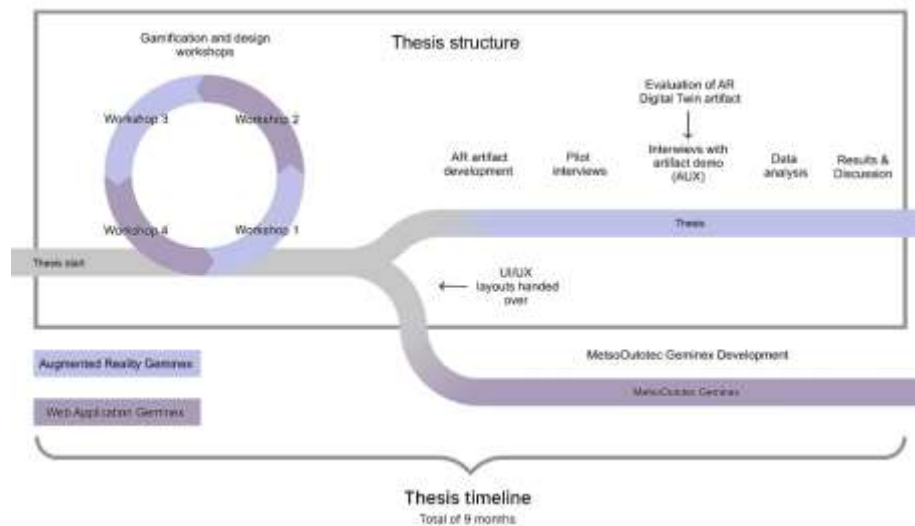 Gamification and design
workshops
Thesis structure
Workshop 3
Workshop 2
Workshop 4
Workshop 1
Evaluation of AR
Digital Twin artifact
AR artifact
development
Pilot
interviews
Interviews with
artifact demo
(AUX)
Data
analysis
Results &
Discussion
Thesis
Thesis start
UI/UX
layouts handed
over
Augmented Reality Geminex
Web Application Geminex
MetsoOutotec Geminex Development
MetsoOutotec Geminex
Thesis timeline
Total of 9 months